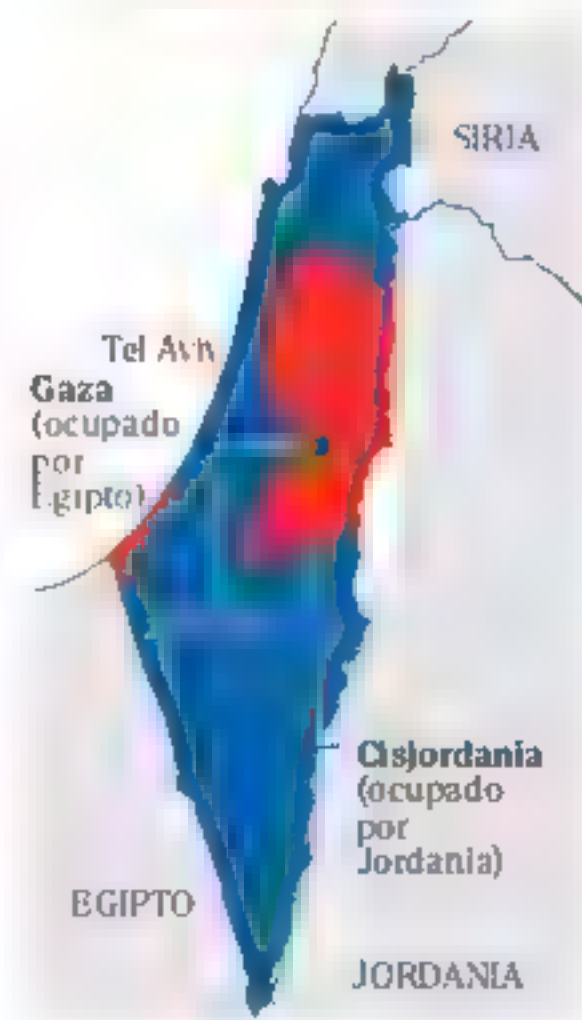 SIRIA
Tel Aviv
Gaza
(ocupado
por
Egipto)
Cisjordania
(ocupado
por
Jordania)
EGIPTO
JORDANIA